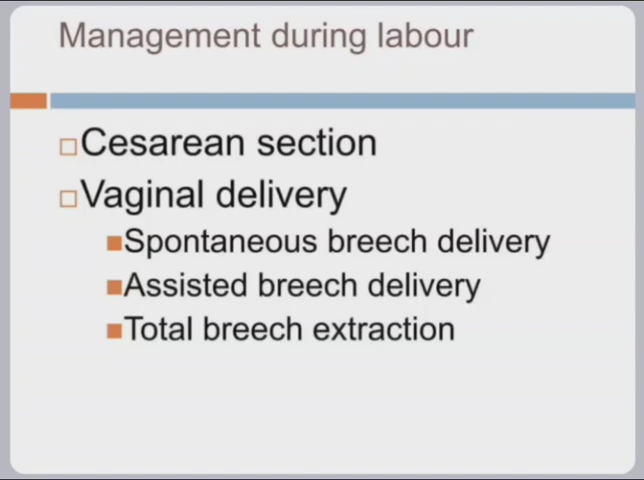 Management during labour
Cesarean section
Vaginal delivery
Spontaneous breech delivery
Assisted breech delivery
Total breech extraction